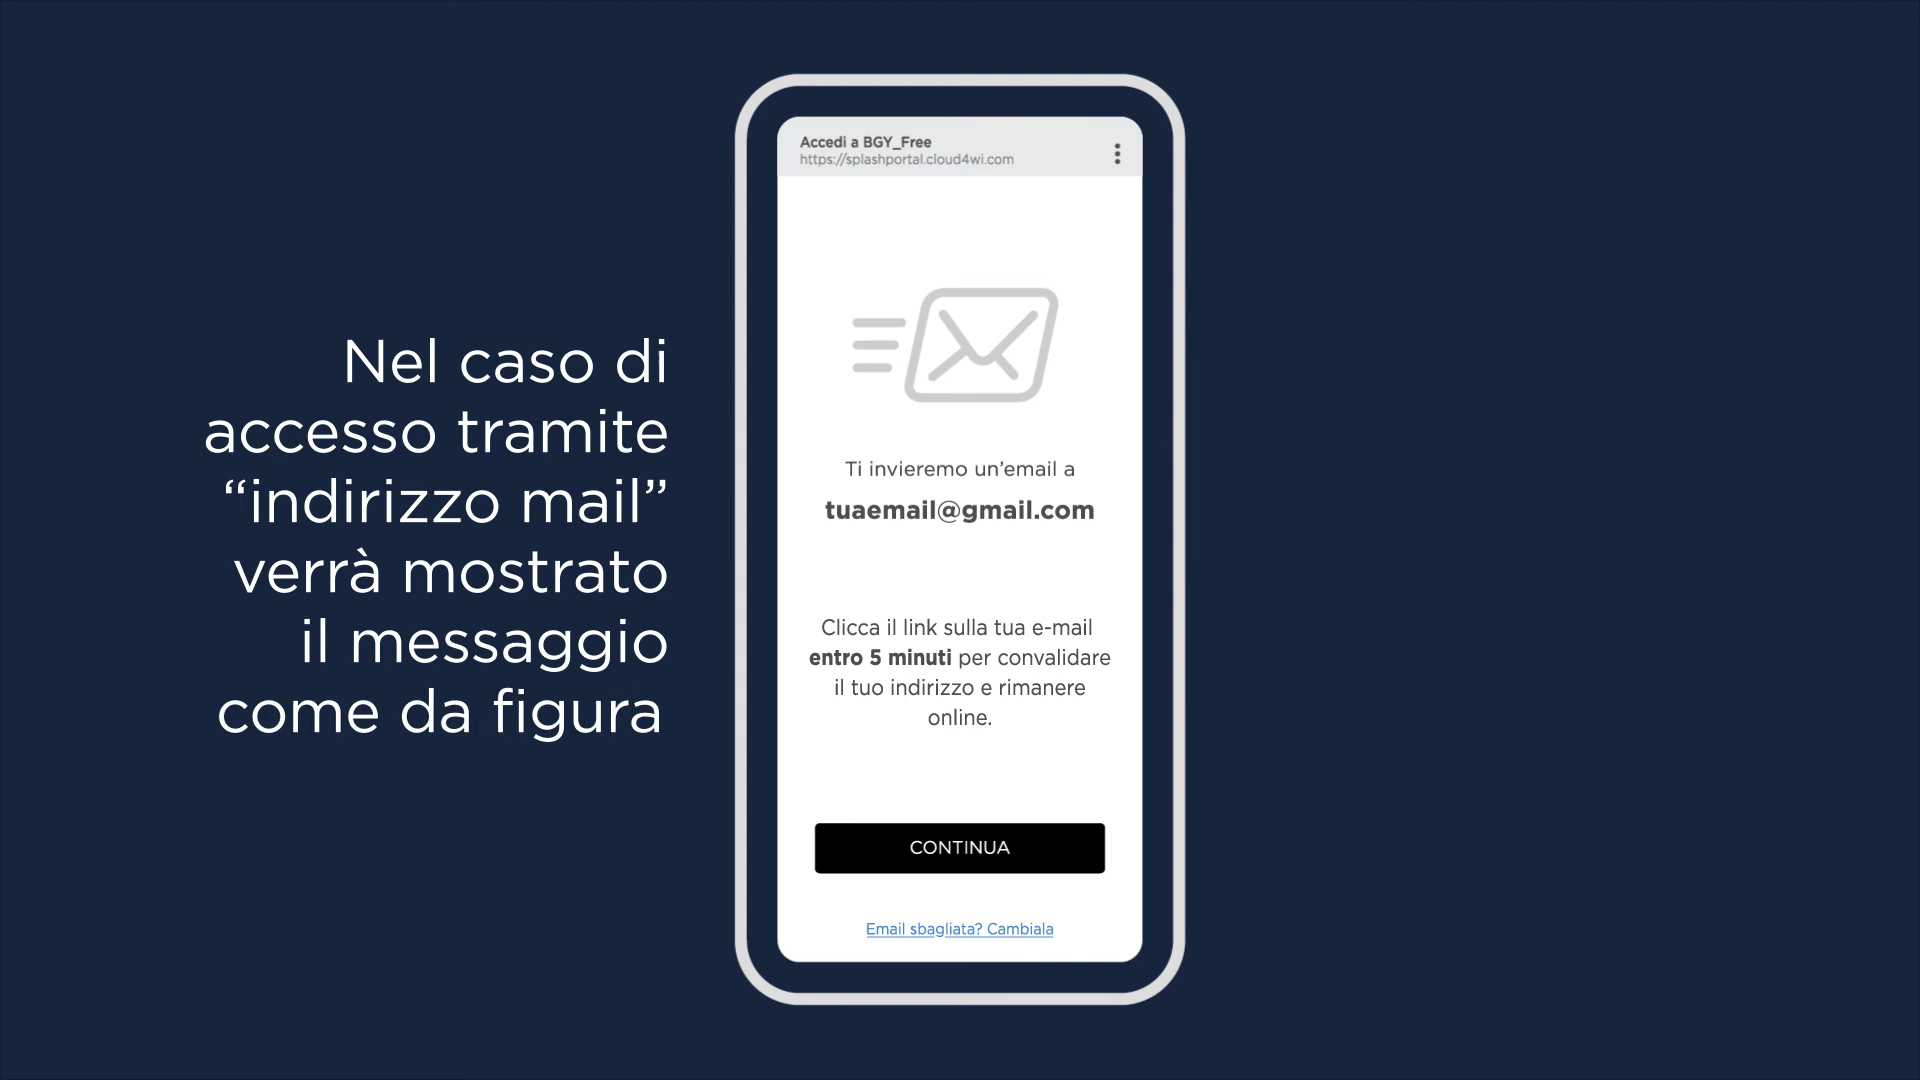 Nel caso di
accesso tramite
“indirizzo mail”
verrà mostrato
il messaggio
come da figura
Accedi a BGY_Free
https://splashportal.cloud4wi.com
Ti invieremo un’email a
tuaemail@gmail.com
Clicca il link sulla tua e-mail
entro 5 minuti per convalidare
il tuo indirizzo e rimanere
online.
CONTINUA
Email sbagliata? Cambiala